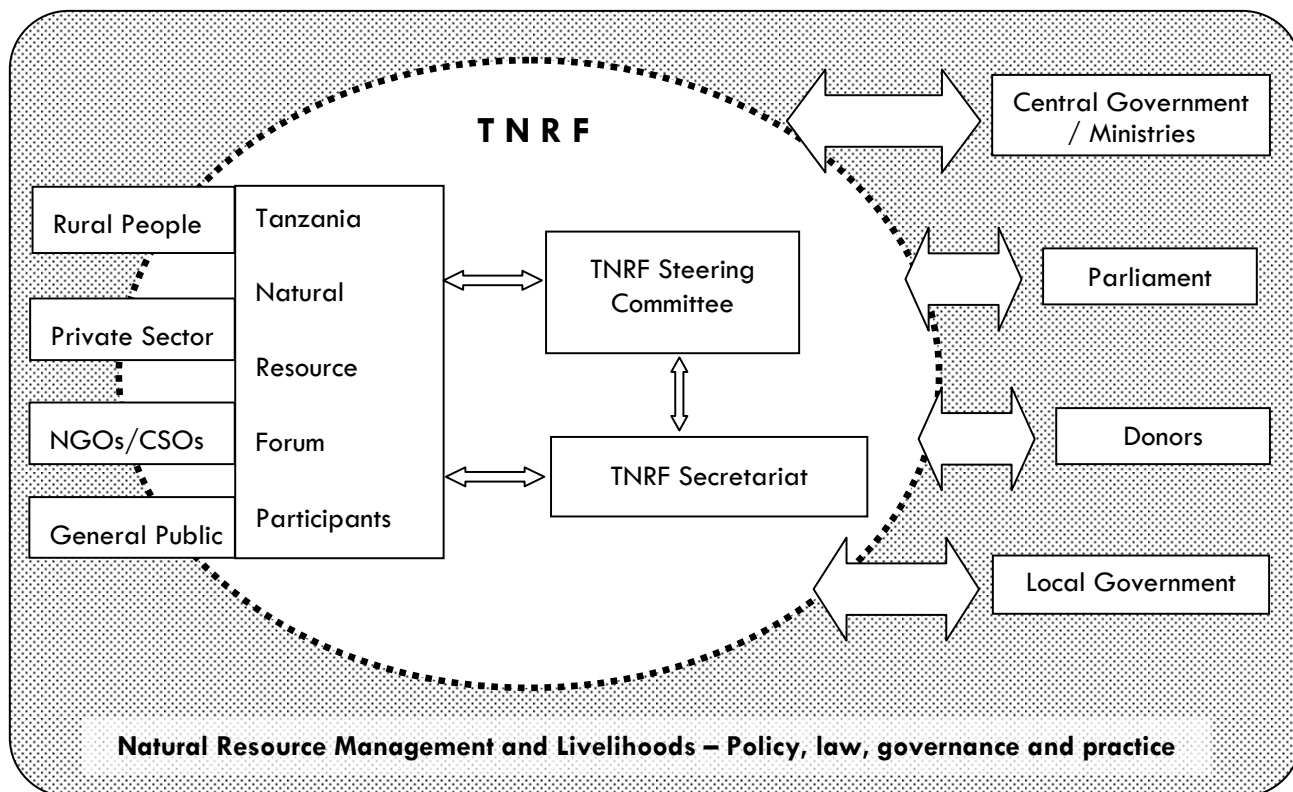 T N R F
Central Government
/ Ministries
Rural People
Private Sector
NGOs/CSOs
General Public
Tanzania
Natural
Resource
Forum
Participants
TNRF Steering
Committee
TNRF Secretariat
Parliament
Donors
Local Government
Natural Resource Management and Livelihoods – Policy, law, governance and practice